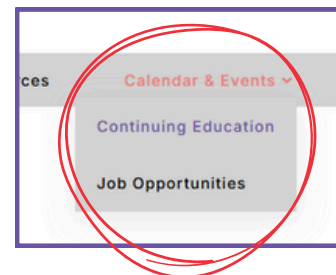 ces Calendar & Events
Continuing Education
Job Opportunities